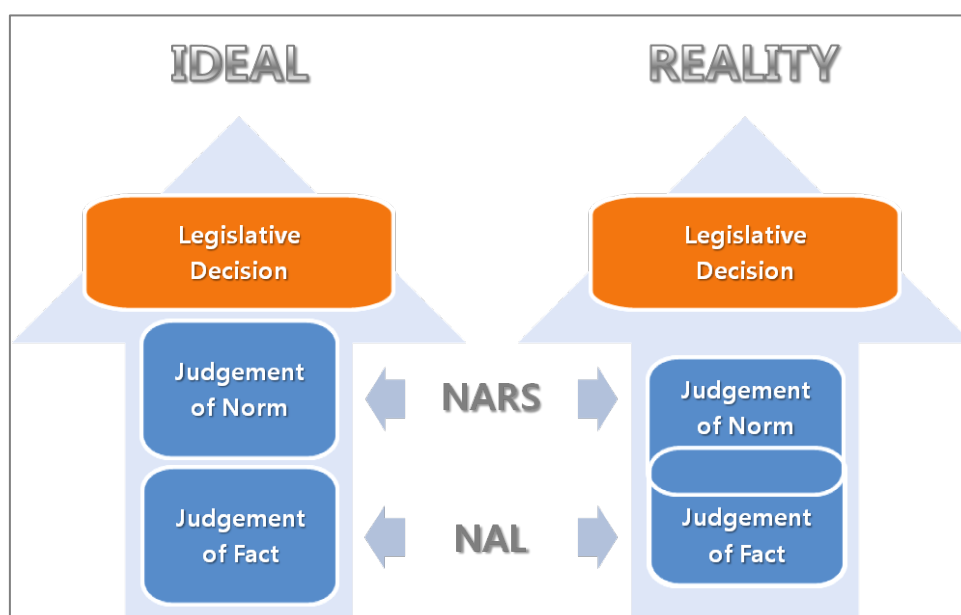 IDEAL
REALITY
Legislative
Decision
Legislative
Decision
Judgement
of Norm
NARS
Judgement
of Norm
Judgement
of Fact
NAL
Judgement
of Fact